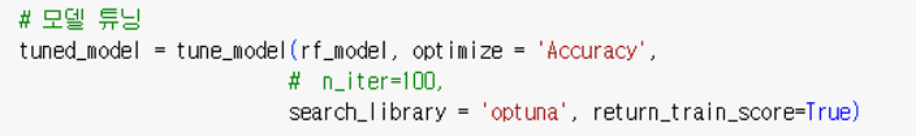 # 모델 튜닝
tuned_model = tune_model(rf_model, optimize = 'Accuracy',
# n_iter=100,
search_library = 'optuna', return_train_score=True)